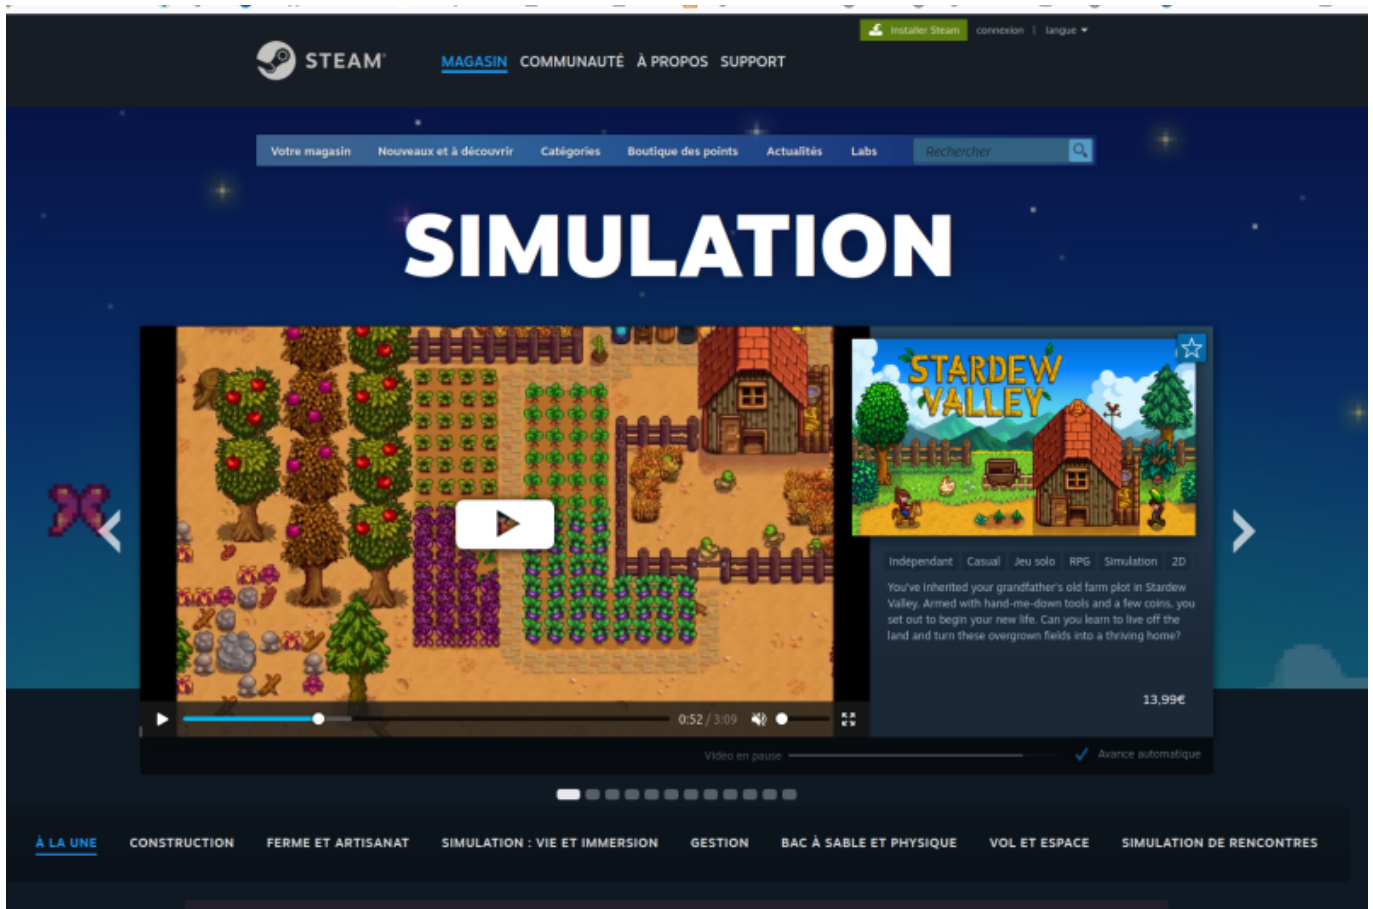 Installer Steam connexion | langue
STEAM MAGASIN COMMUNAUTÉ À PROPOS SUPPORT
Votre magasin Nouveaux et à découvrir Catégories Boutique des points Actualités Labs Rechercher
SIMULATION
STARDEW
VALLEY
Indépendant Casual Jeu solo RPG Simulation 2D
You've inherited your grandfather's old farm plot in Stardew
Valley. Armed with hand-me-down tools and a few coins, you
set out to begin your new life. Can you learn to live off the
land and turn these overgrown fields into a thriving home?
13,99€
0:52 / 3:09
Vidéo en pause Avance automatique
À LA UNE CONSTRUCTION FERME ET ARTISANAT SIMULATION : VIE ET IMMERSION GESTION BAC À SABLE ET PHYSIQUE VOL ET ESPACE SIMULATION DE RENCONTRES